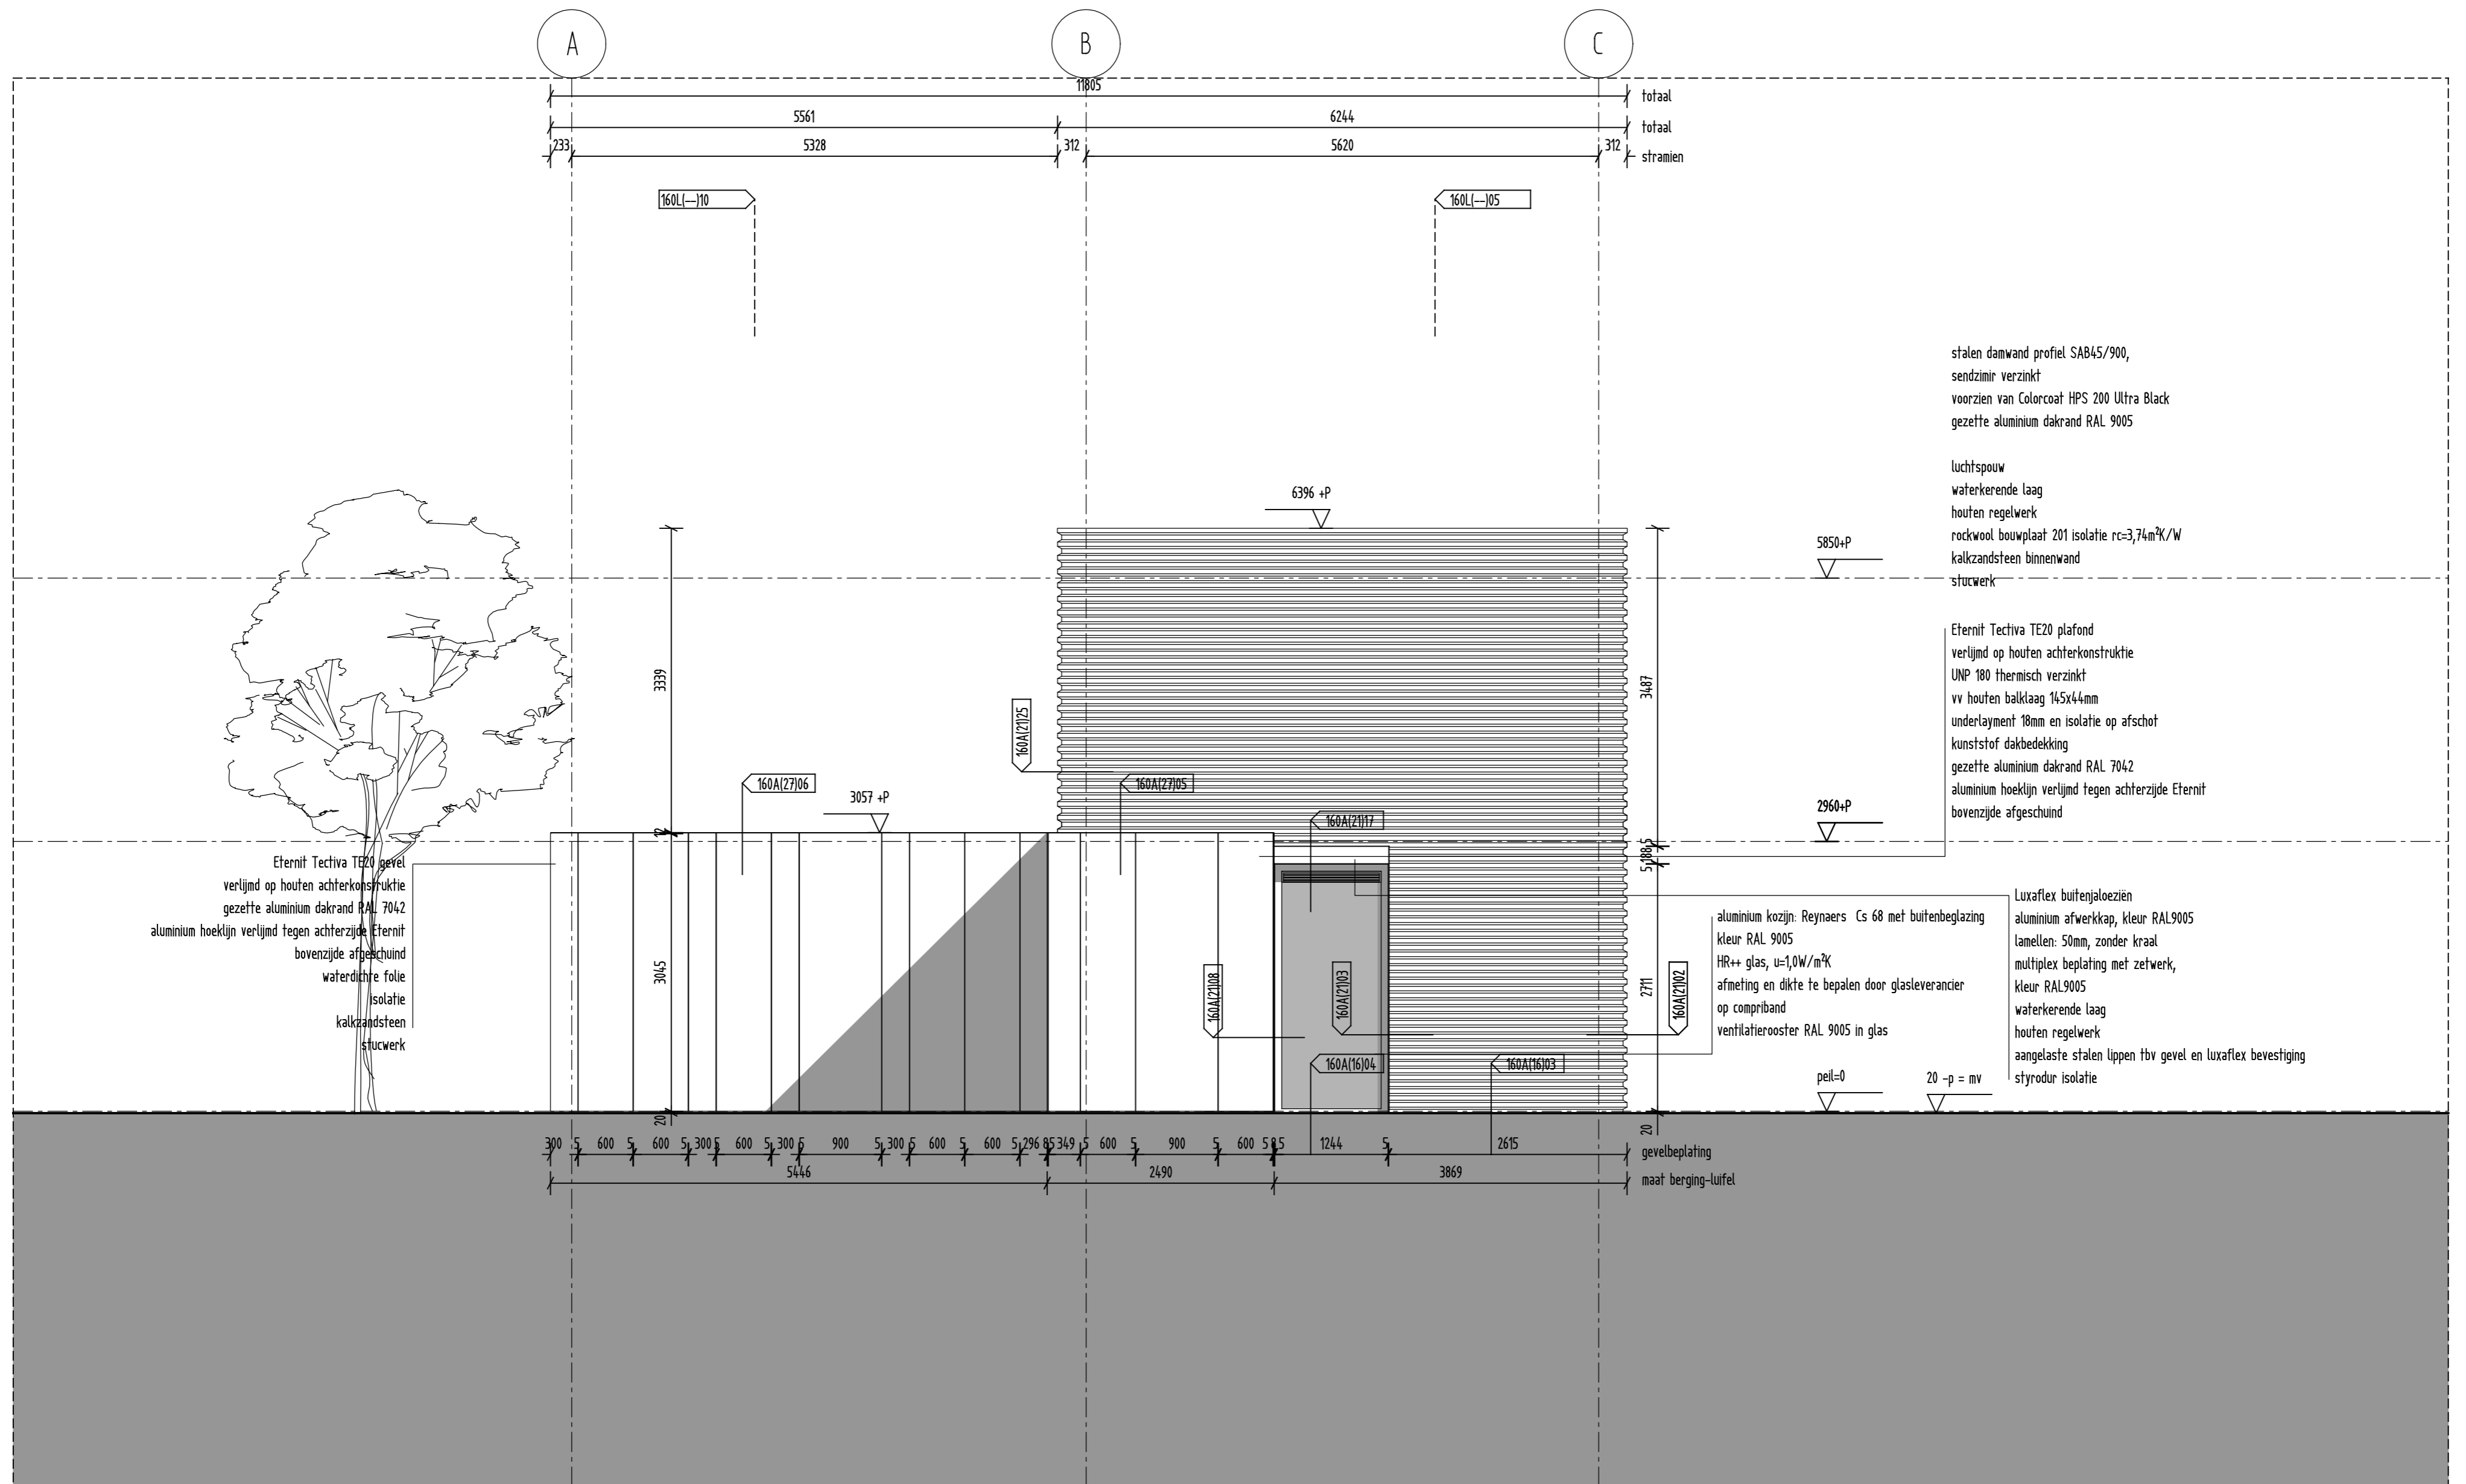 A
B
C
11805
totaal
5561
6244
totaal
233
5328
312
5620
312
stramien
160L(--)10
160L(--)05
stalen damwand profiel SAB45/900,
sendzimir verzinkt
voorzien van Colorcoat HPS 200 Ultra Black
gezette aluminium dakrand RAL 9005
luchtspouw
waterkerende laag
houten regelwerk
rockwool bouwplaat 201 isolatie rc=3,74m²K/W
kalkzandsteen binnenwand
stucwerk
6396 +P
5850+P
Eternit Tectiva TE20 plafond
verlijmd op houten achterkonstruktie
UNP 180 thermisch verzinkt
vv houten balklaag 145x44mm
underlayment 18mm en isolatie op afschot
kunststof dakbedekking
gezette aluminium dakrand RAL 7042
aluminium hoeklijn verlijmd tegen achterzijde Eternit
bovenzijde afgeschuind
3339
3487
160A(21)25
160A(27)06
160A(27)05
3057 +P
160A(21)17
2960+P
12
188,5
5
Eternit Tectiva TE20 gevel
verlijmd op houten achterkonstruktie
gezette aluminium dakrand RAL 7042
aluminium hoeklijn verlijmd tegen achterzijde Eternit
bovenzijde afgeschuind
waterdichte folie
isolatie
kalkzandsteen
stucwerk
3045
20
160A(21)08
160A(21)03
160A(21)02
2711
20
160A(16)04
160A(16)03
aluminium kozijn: Reynaers Cs 68 met buitenbeglazing
kleur RAL 9005
HR++ glas, u=1,0W/m²K
afmeting en dikte te bepalen door glasleverancier
op compriband
ventilatierooster RAL 9005 in glas
Luxaflex buitenjaloeziën
aluminium afwerkkap, kleur RAL9005
lamellen: 50mm, zonder kraal
multiplex beplating met zetwerk,
kleur RAL9005
waterkerende laag
houten regelwerk
aangelaste stalen lippen tbv gevel en luxaflex bevestiging
styrodur isolatie
peil=0
20 -p = mv
300 5 600 5 600 5 300 5 600 5 300 5 900 5 300 5 600 5 600 5 296 85 349 5 600 5 900 5 600 5 8,5 1244 5 2615
gevelbeplating
5446
2490
3869
maat berging-luifel